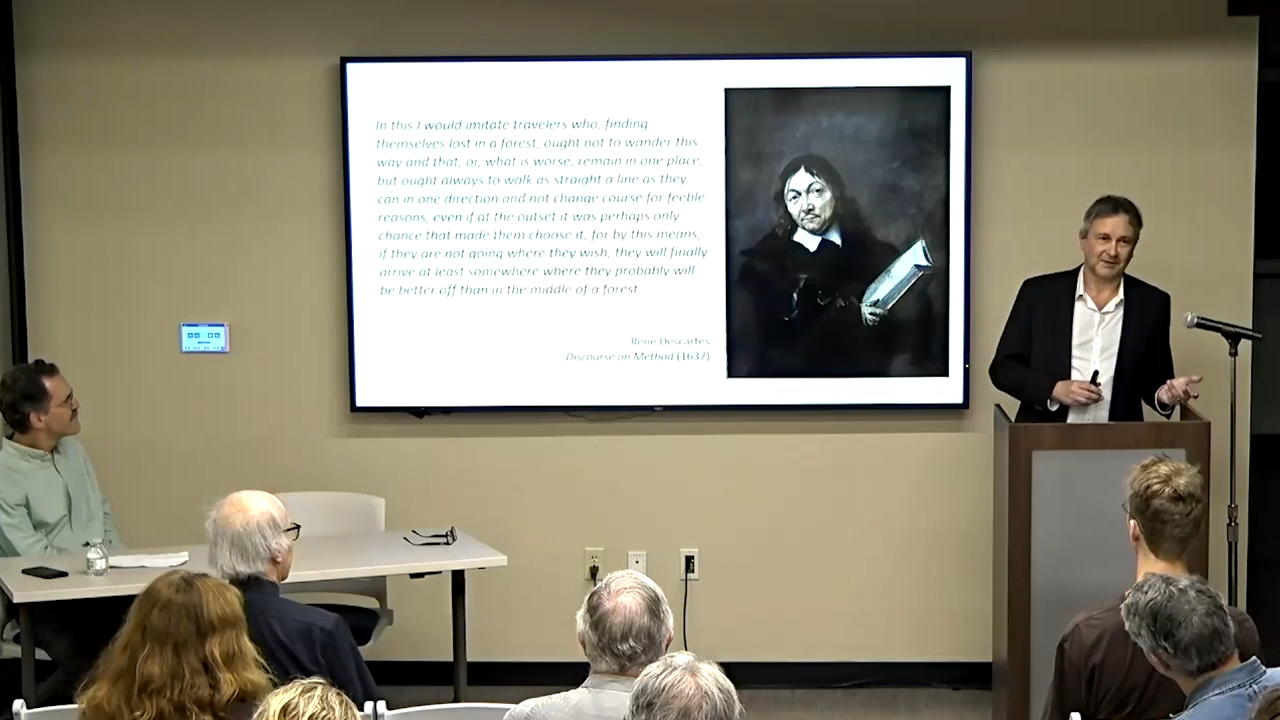 In this I would imitate travelers who, finding
themselves lost in a forest, ought not to wander this
way and that, or, what is worse, remain in one place,
but ought always to walk as straight a line as they
can in one direction and not change course for feeble
reasons, even if at the outset it was perhaps only
chance that made them choose it, for by this means,
if they are not going where they wish, they will finally
arrive at least somewhere where they probably will
be better off than in the middle of a forest.
René Descartes
Discourse on Method (1637)